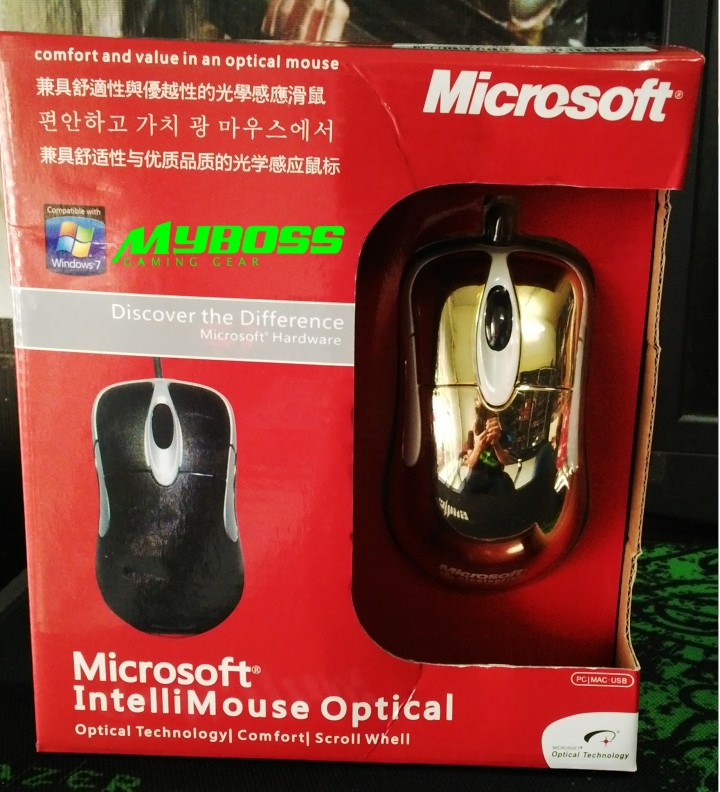 comfort and value in an optical mouse
Microsoft®
兼具舒適性與優越性的光學感應滑鼠
편안하고 가치 광 마우스에서
兼具舒适性与优质品质的光学感应鼠标
Compatible with
Windows 7
MYBOSS
GAMING GEAR
Discover the Difference
Microsoft® Hardware
Microsoft
Microsoft®
IntelliMouse Optical
Optical Technology| Comfort| Scroll Whell
PC|MAC USB
MICROSOFT®
Optical Technology
AZER